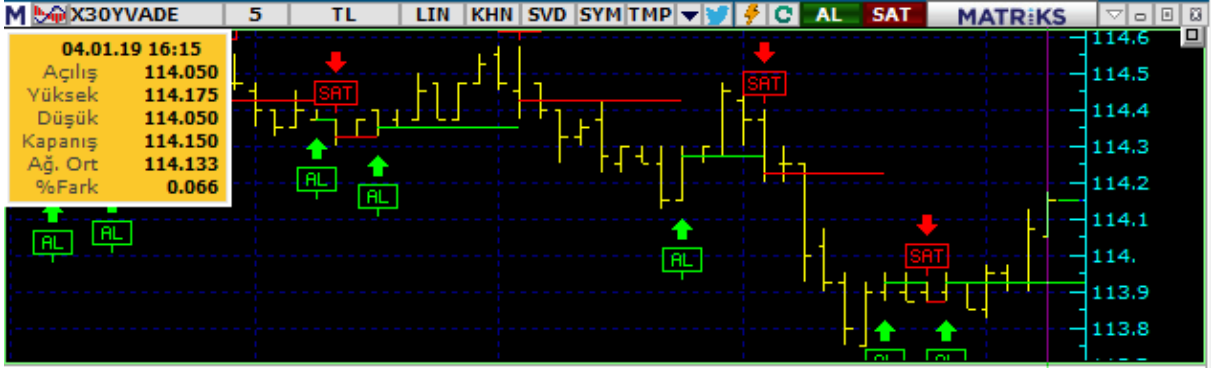 M X30YVADE 5 TL LIN KHN SVD SYM TMP AL SAT MATRiKS
04.01.19 16:15
Açılış 114.050
Yüksek 114.175
Düşük 114.050
Kapanış 114.150
Ağ. Ort 114.133
%Fark 0.066
114.6
114.5
114.4
114.3
114.2
114.1
114.
113.9
113.8
SAT
SAT
AL
AL
AL
AL
AL
SAT
AL
AL